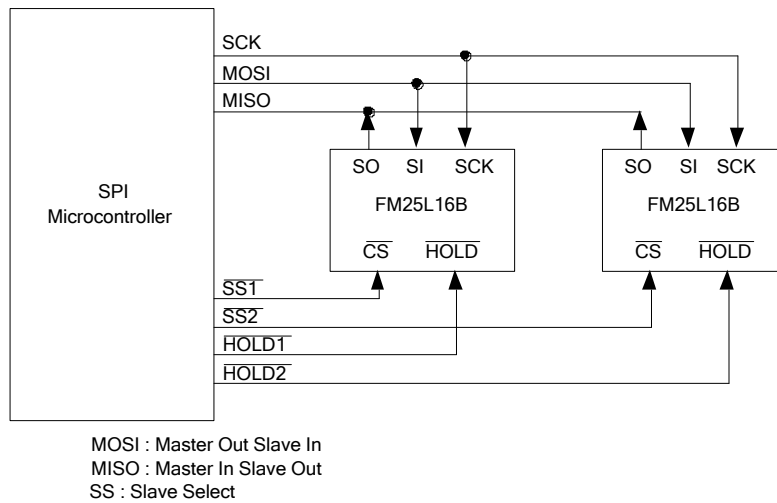 SCK
MOSI
MISO
SO SI SCK
SO SI SCK
SPI
Microcontroller
FM25L16B
FM25L16B
CS HOLD
CS HOLD
SS1
SS2
HOLD1
HOLD2
MOSI : Master Out Slave In
MISO : Master In Slave Out
SS : Slave Select